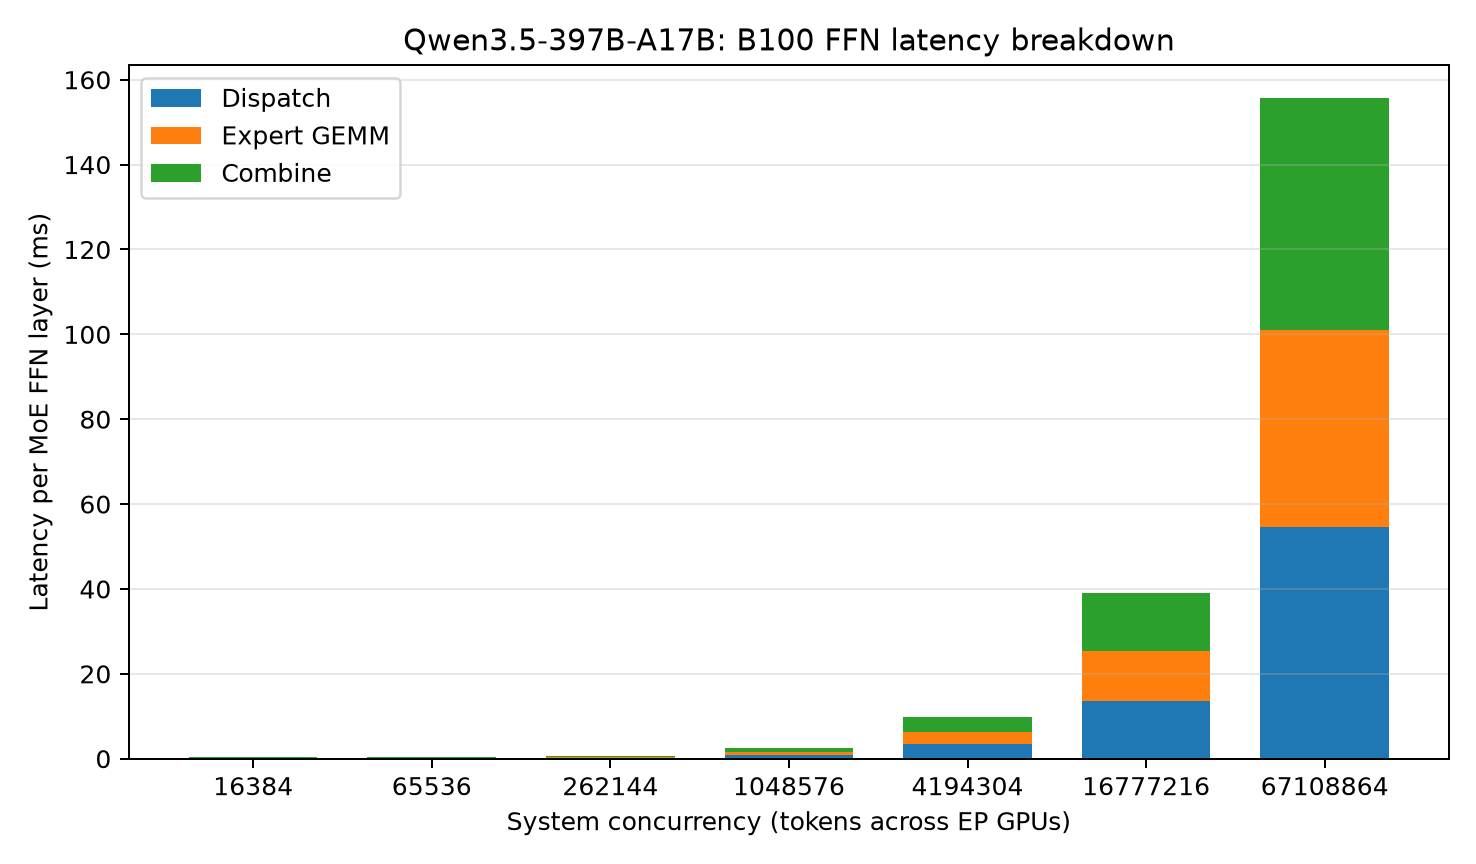 Qwen3.5-397B-A17B: B100 FFN latency breakdown
Dispatch
Expert GEMM
Combine
Latency per MoE FFN layer (ms)
160
140
120
100
80
60
40
20
0
16384 65536 262144 1048576 4194304 16777216 67108864
System concurrency (tokens across EP GPUs)